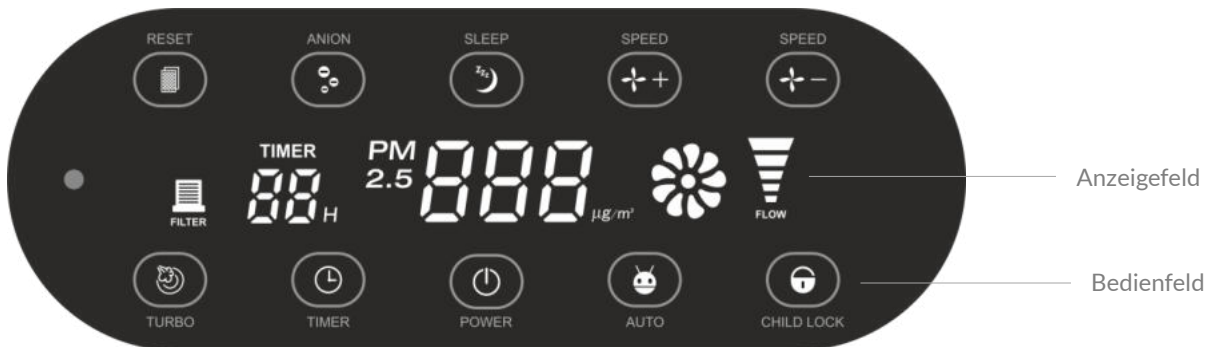 RESET ANION SLEEP SPEED SPEED
zzz
+ −
TIMER PM 2.5 888 µg/m³
88 H
FILTER FLOW
Anzeigefeld
Bedienfeld
TURBO TIMER POWER AUTO CHILD LOCK